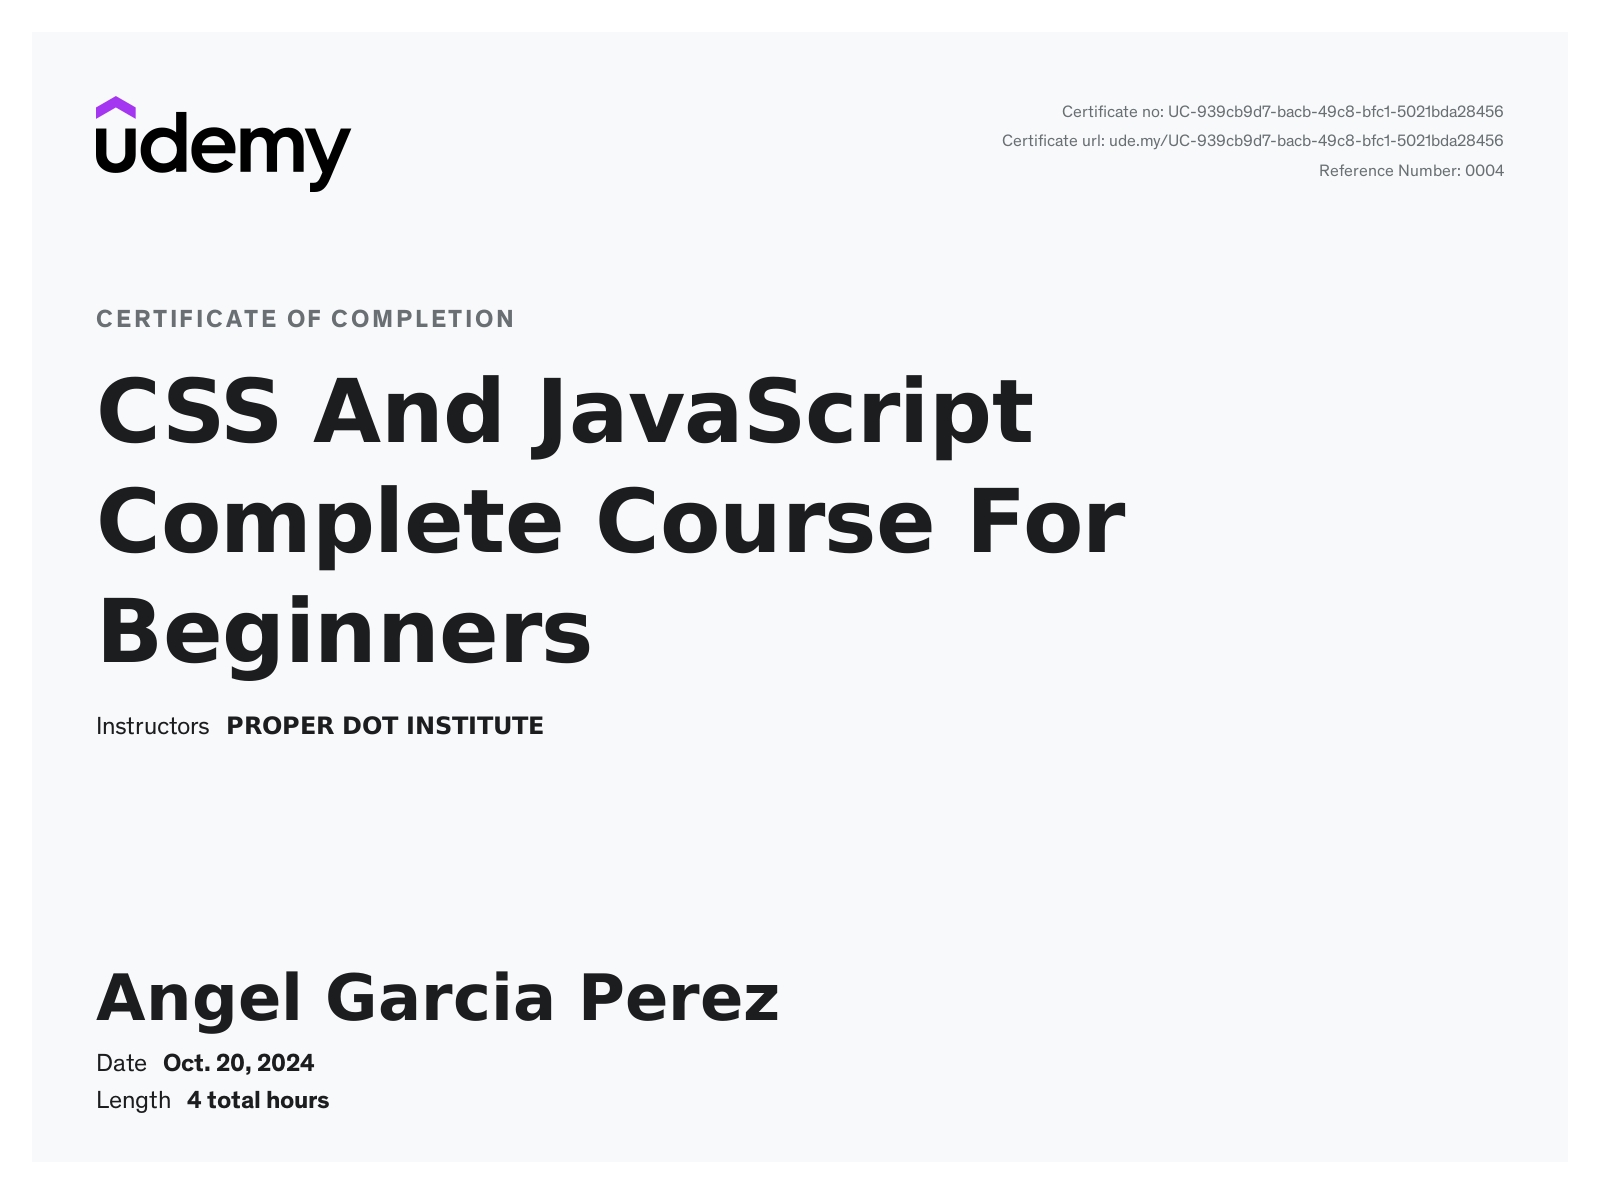 udemy
Certificate no: UC-939cb9d7-bacb-49c8-bfc1-5021bda28456
Certificate url: ude.my/UC-939cb9d7-bacb-49c8-bfc1-5021bda28456
Reference Number: 0004
CERTIFICATE OF COMPLETION
CSS And JavaScript
Complete Course For
Beginners
Instructors PROPER DOT INSTITUTE
Angel Garcia Perez
Date Oct. 20, 2024
Length 4 total hours